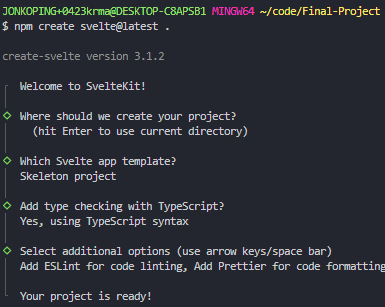 JONKOPING+0423krma@DESKTOP-C8APSB1 MINGW64 ~/code/Final-Project
$ npm create svelte@latest .
create-svelte version 3.1.2
Welcome to SvelteKit!
Where should we create your project?
(hit Enter to use current directory)
Which Svelte app template?
Skeleton project
Add type checking with TypeScript?
Yes, using TypeScript syntax
Select additional options (use arrow keys/space bar)
Add ESLint for code linting, Add Prettier for code formatting
Your project is ready!